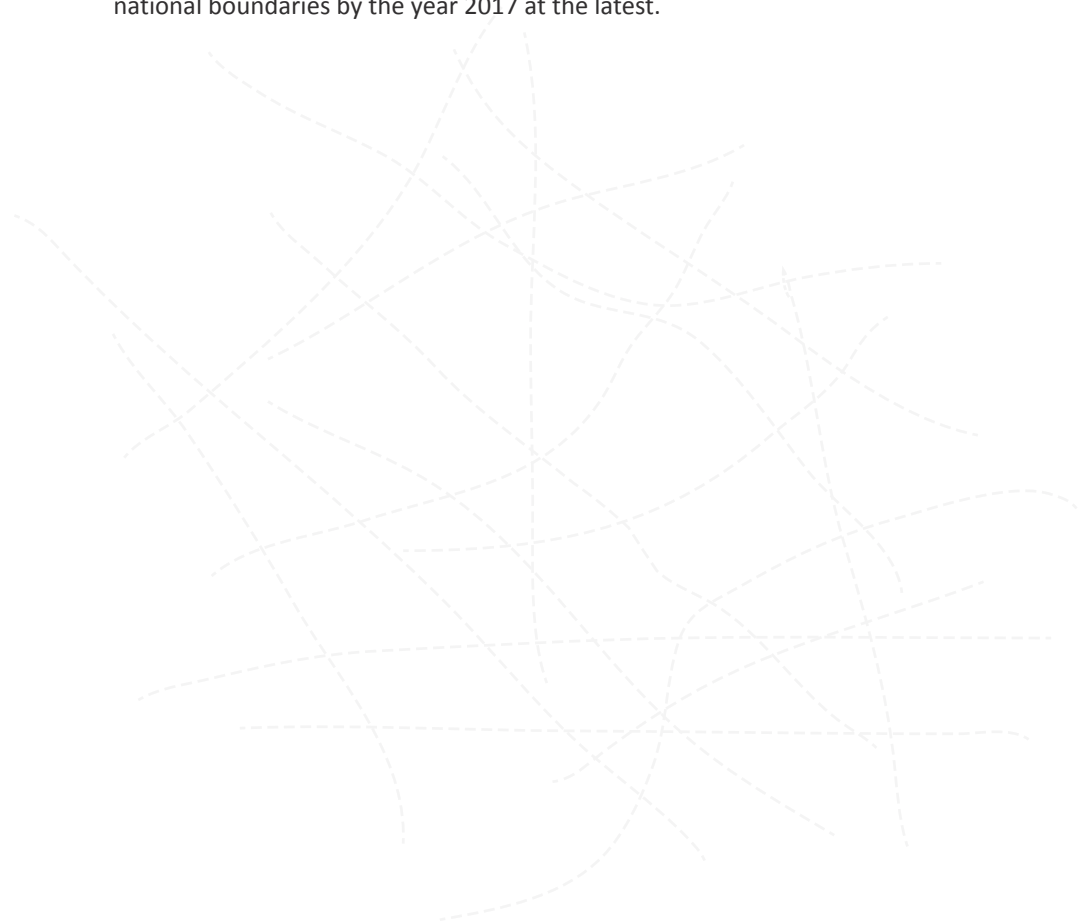 national boundaries by the year 2017 at the latest.